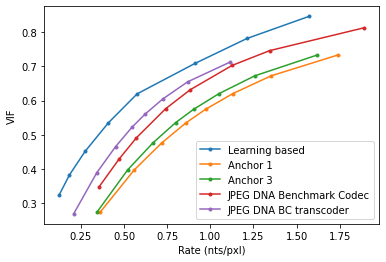 0.8
0.7
0.6
0.5
0.4
0.3
VIF
Learning based
Anchor 1
Anchor 3
JPEG DNA Benchmark Codec
JPEG DNA BC transcoder
0.25 0.50 0.75 1.00 1.25 1.50 1.75
Rate (nts/pxl)